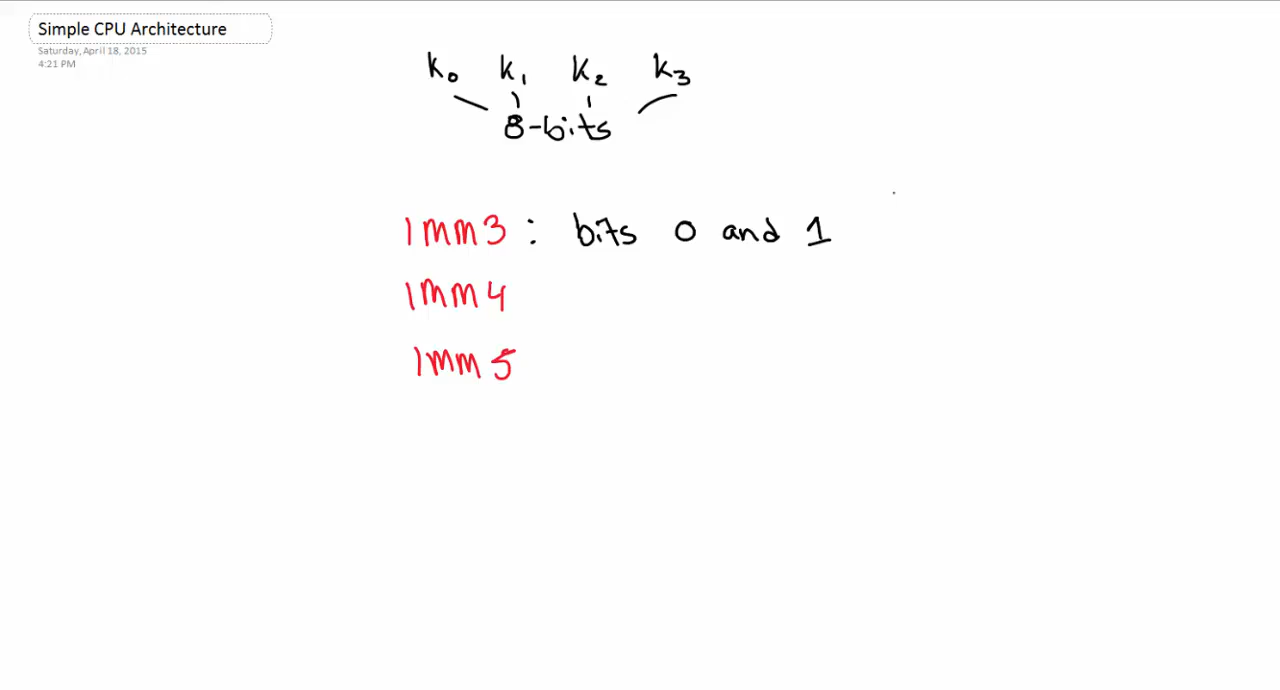 Simple CPU Architecture
Saturday, April 18, 2015
4:21 PM
K₀ K₁ K₂ K₃
8-bits
IMM3 : bits 0 and 1
IMM4
IMM5